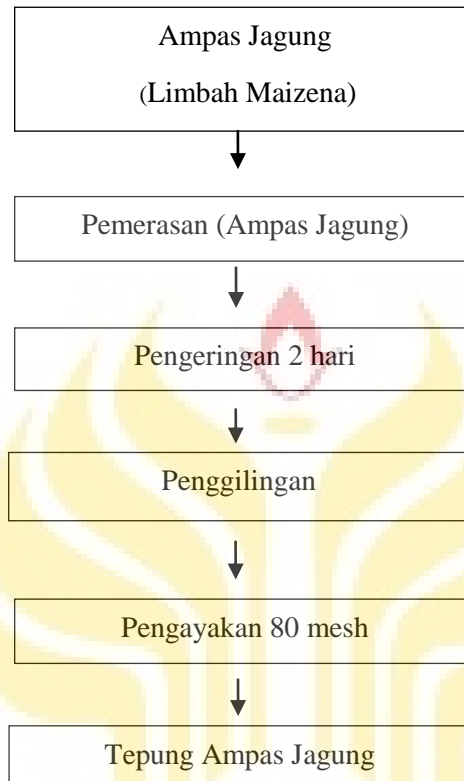 Ampas Jagung
(Limbah Maizena)
Pemerasan (Ampas Jagung)
Pengeringan 2 hari
Penggilingan
Pengayakan 80 mesh
Tepung Ampas Jagung